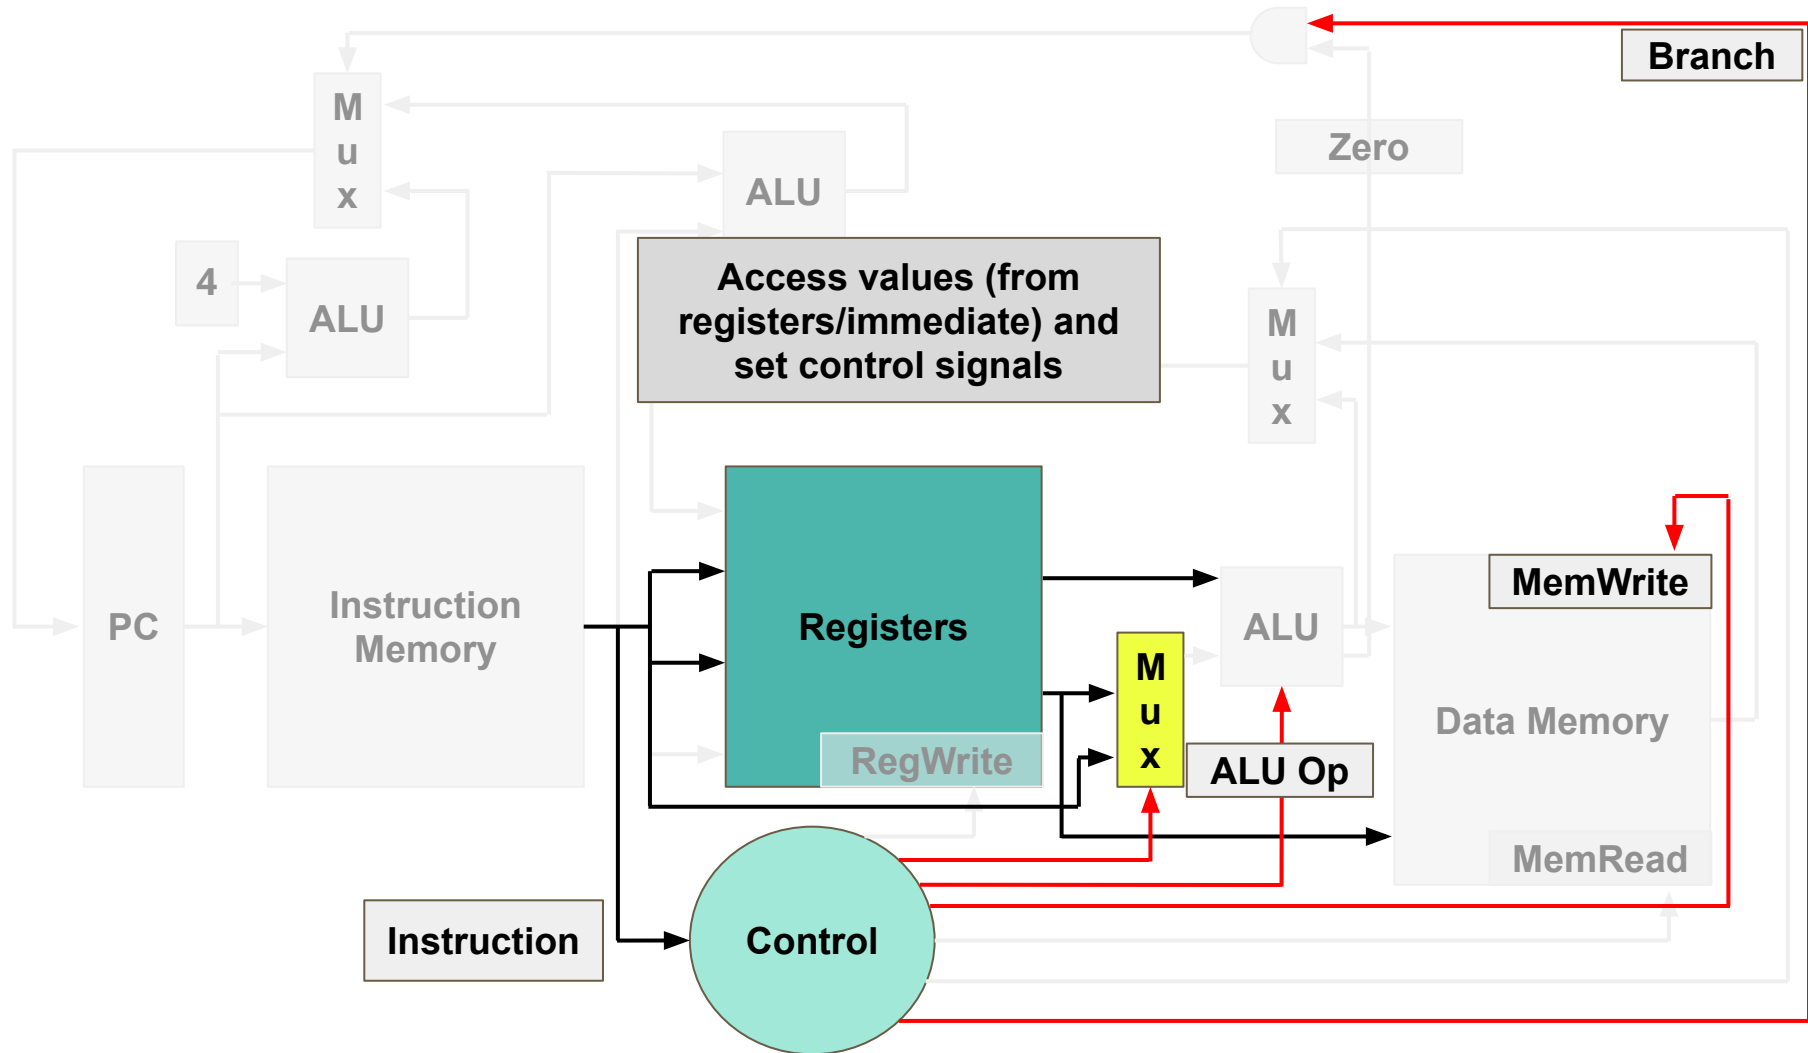 Branch
M
u
x
Zero
ALU
4
ALU
Access values (from
registers/immediate) and
set control signals
M
u
x
PC
Instruction
Memory
Registers
RegWrite
M
u
x
ALU
ALU Op
MemWrite
Data Memory
MemRead
Instruction
Control